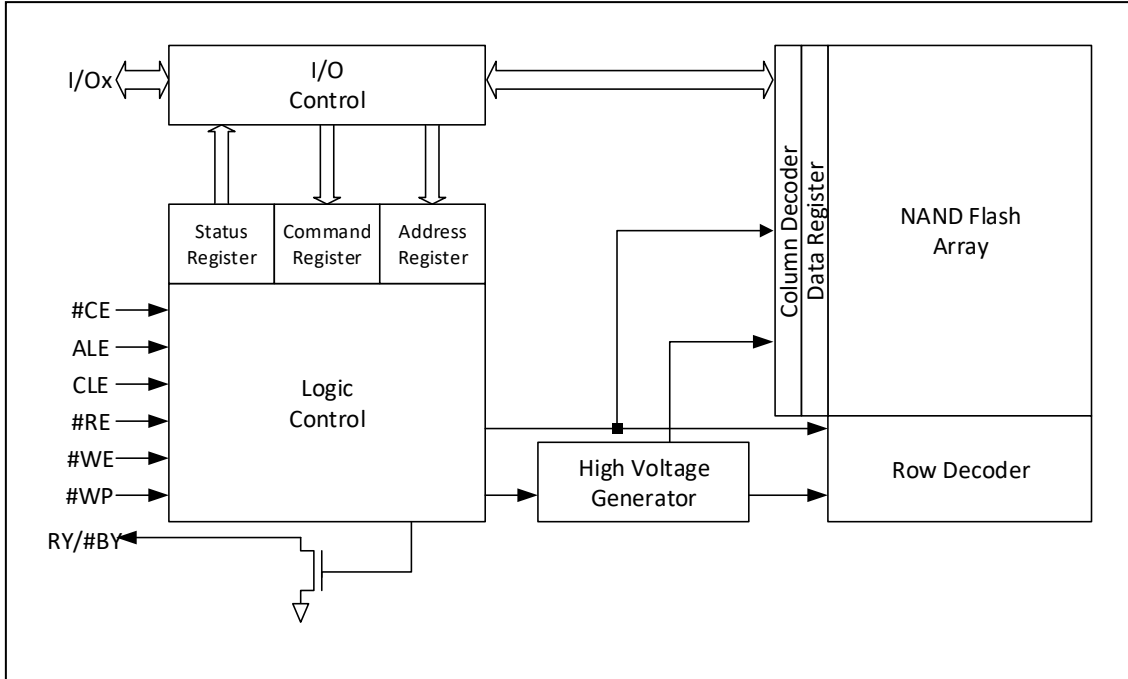 I/Ox
I/O
Control
Status
Register
Command
Register
Address
Register
#CE
ALE
CLE
#RE
#WE
#WP
RY/#BY
Logic
Control
High Voltage
Generator
Column Decoder
Data Register
NAND Flash
Array
Row Decoder